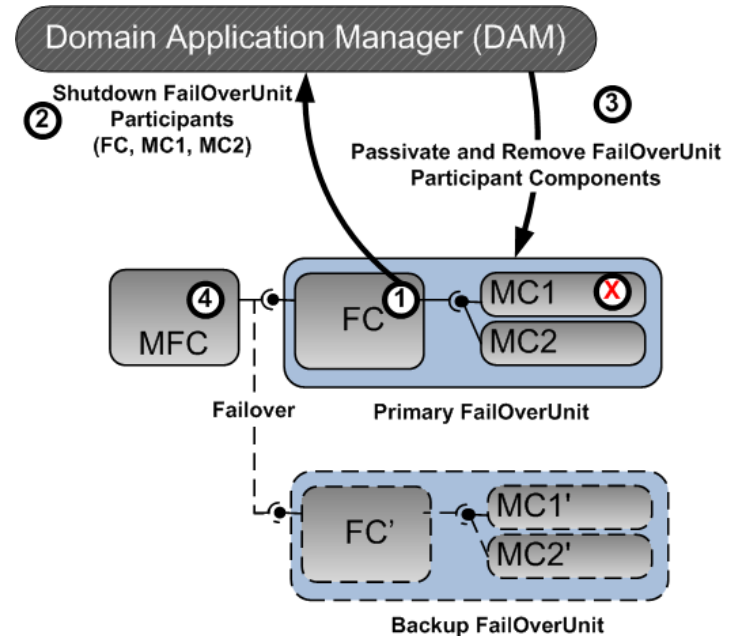 Domain Application Manager (DAM)
2
Shutdown FailOverUnit
Participants
(FC, MC1, MC2)
3
Passivate and Remove FailOverUnit
Participant Components
4
MFC
1
FC
MC1
X
MC2
Failover
Primary FailOverUnit
FC’
MC1'
MC2'
Backup FailOverUnit